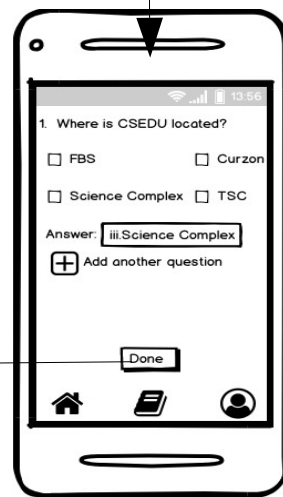 13:56
1. Where is CSEDU located?
FBS Curzon
Science Complex TSC
Answer: iii.Science Complex
Add another question
Done